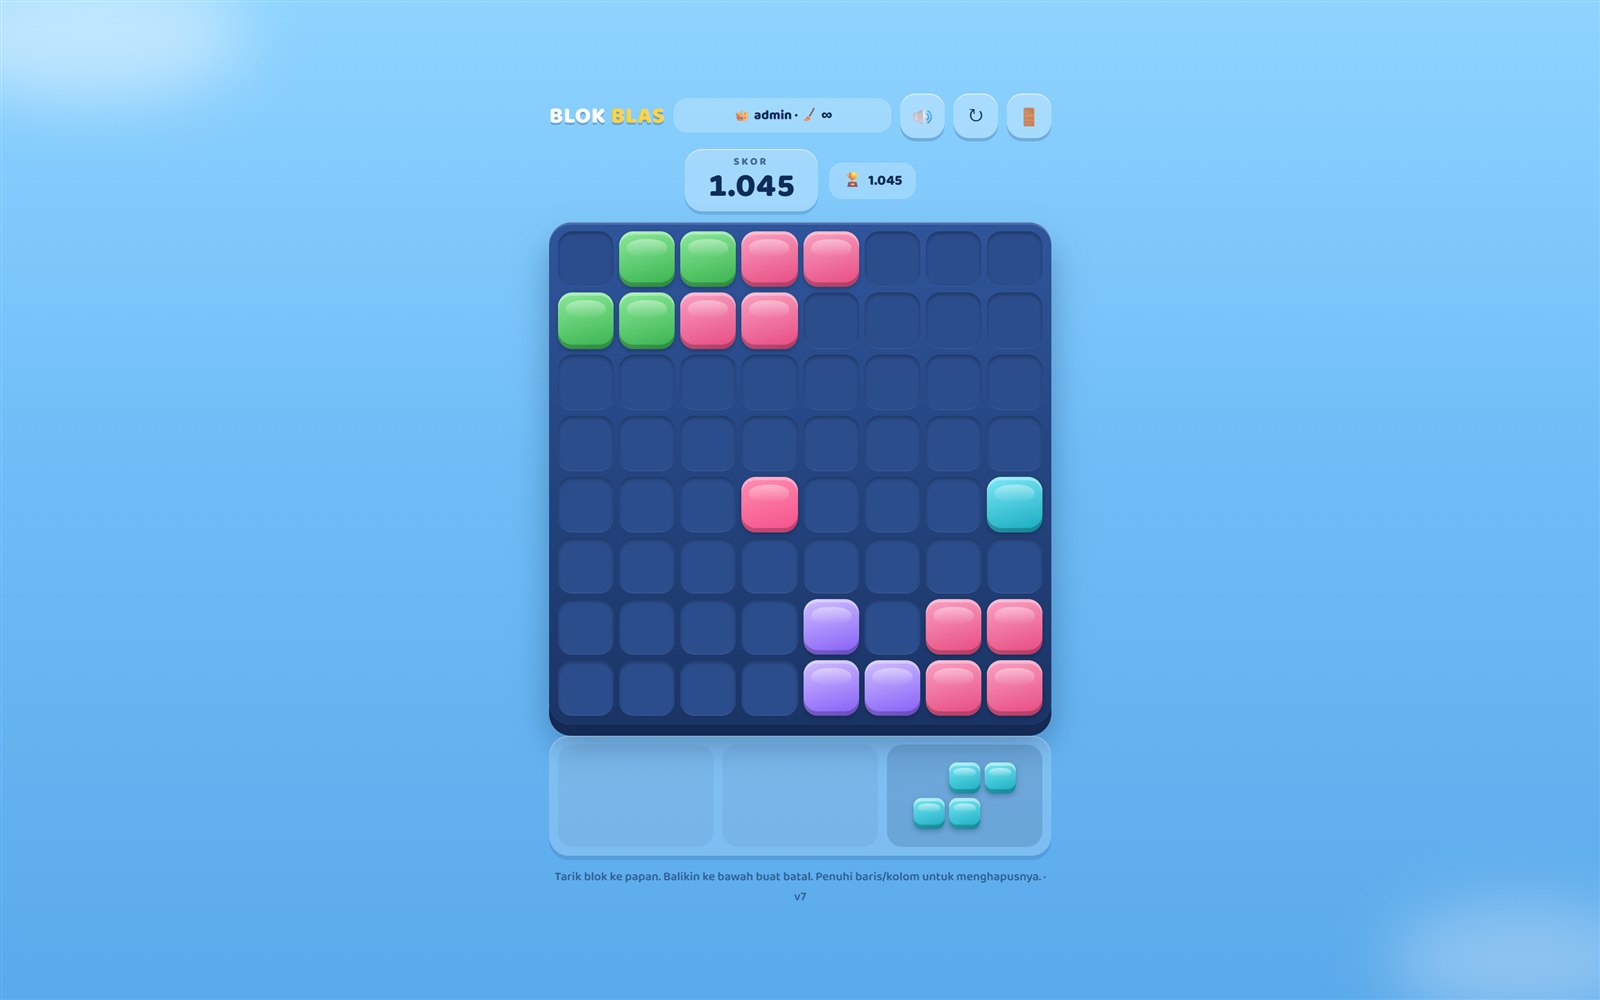 BLOK BLAS
admin · ∞
SKOR
1.045
1.045
Tarik blok ke papan. Balikin ke bawah buat batal. Penuhi baris/kolom untuk menghapusnya. ·
v7